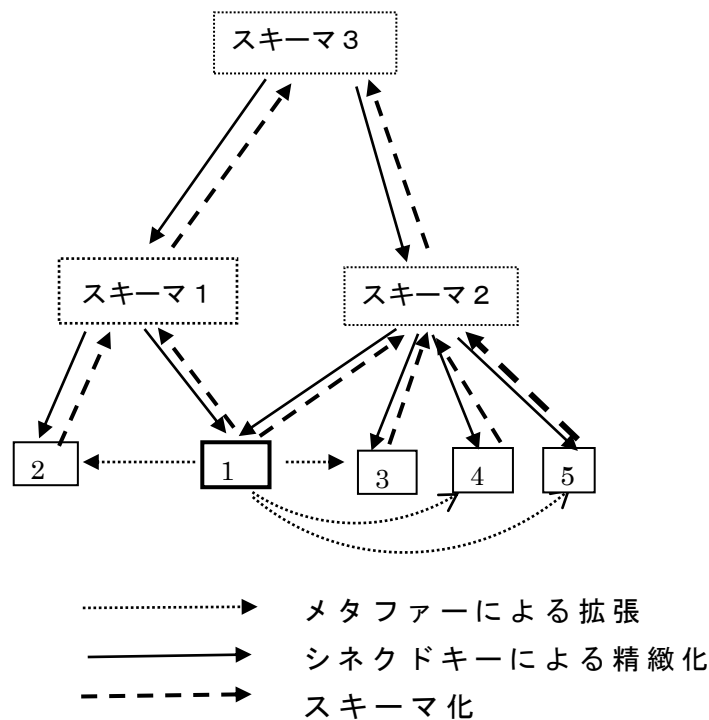 スキーマ３
スキーマ１
スキーマ２
2
1
3
4
5
メタファーによる拡張
シネクドキーによる精緻化
スキーマ化